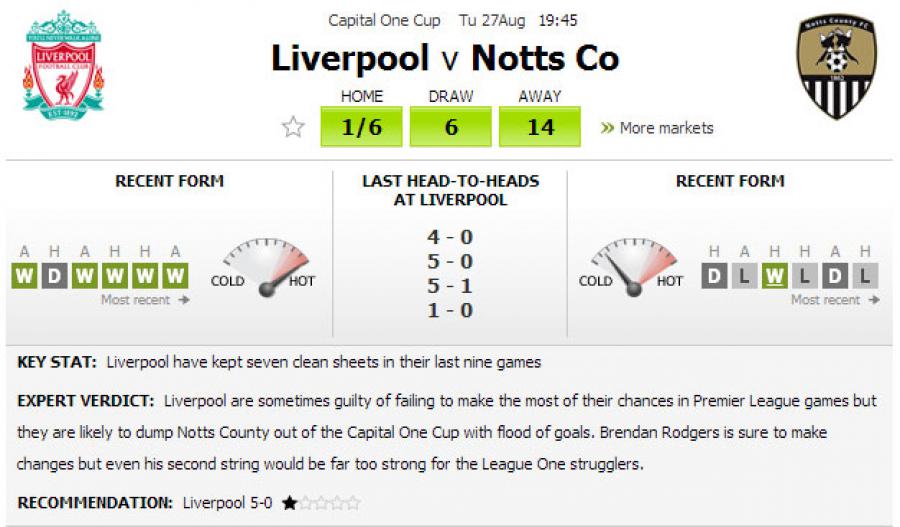 Capital One Cup Tu 27Aug 19:45
Liverpool v Notts Co
HOME DRAW AWAY
1/6 6 14 » More markets
YOU'LL NEVER WALK ALONE
LIVERPOOL
FOOTBALL CLUB
EST·1892
Notts County FC
1862
RECENT FORM
A H A H H A
W D W W W W
Most recent
COLD HOT
LAST HEAD-TO-HEADS
AT LIVERPOOL
4 - 0
5 - 0
5 - 1
1 - 0
RECENT FORM
COLD HOT
H A H H A H
D L W L D L
Most recent
KEY STAT: Liverpool have kept seven clean sheets in their last nine games
EXPERT VERDICT: Liverpool are sometimes guilty of failing to make the most of their chances in Premier League games but
they are likely to dump Notts County out of the Capital One Cup with flood of goals. Brendan Rodgers is sure to make
changes but even his second string would be far too strong for the League One strugglers.
RECOMMENDATION: Liverpool 5-0